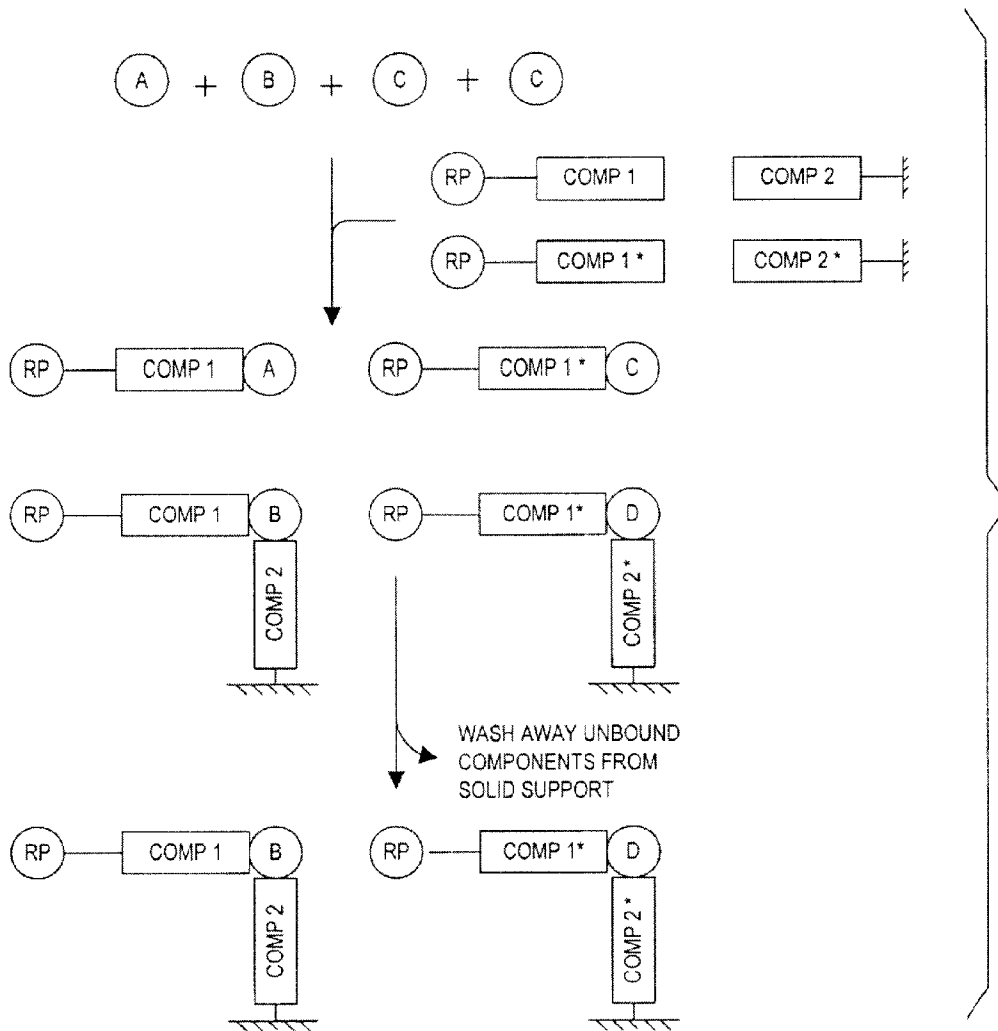 A + B + C + C
RP COMP 1 COMP 2
RP COMP 1 * COMP 2 *
RP COMP 1 A RP COMP 1 * C
RP COMP 1 B RP COMP 1* D
COMP 2 COMP 2 *
WASH AWAY UNBOUND
COMPONENTS FROM
SOLID SUPPORT
RP COMP 1 B RP COMP 1* D
COMP 2 COMP 2 *